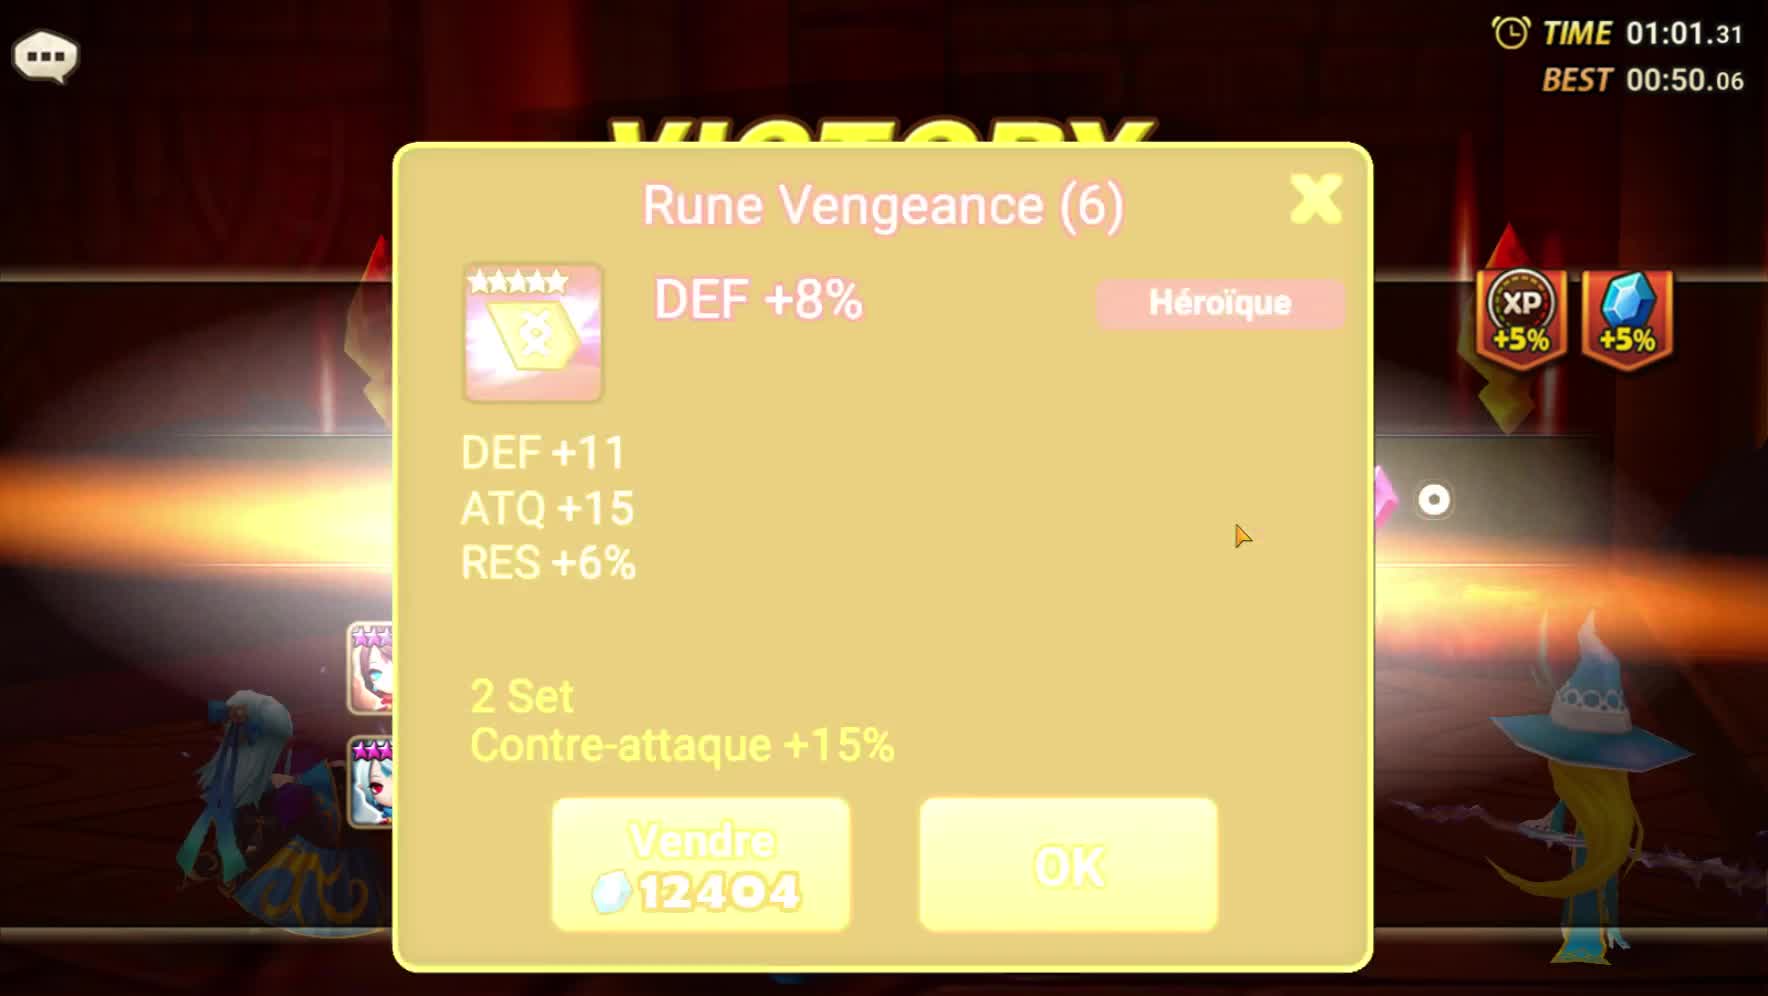 TIME 01:01.31
BEST 00:50.06
VICTORY
Rune Vengeance (6)
DEF +8%
Héroïque
XP
+5%
+5%
DEF +11
ATQ +15
RES +6%
2 Set
Contre-attaque +15%
Vendre
12404
OK